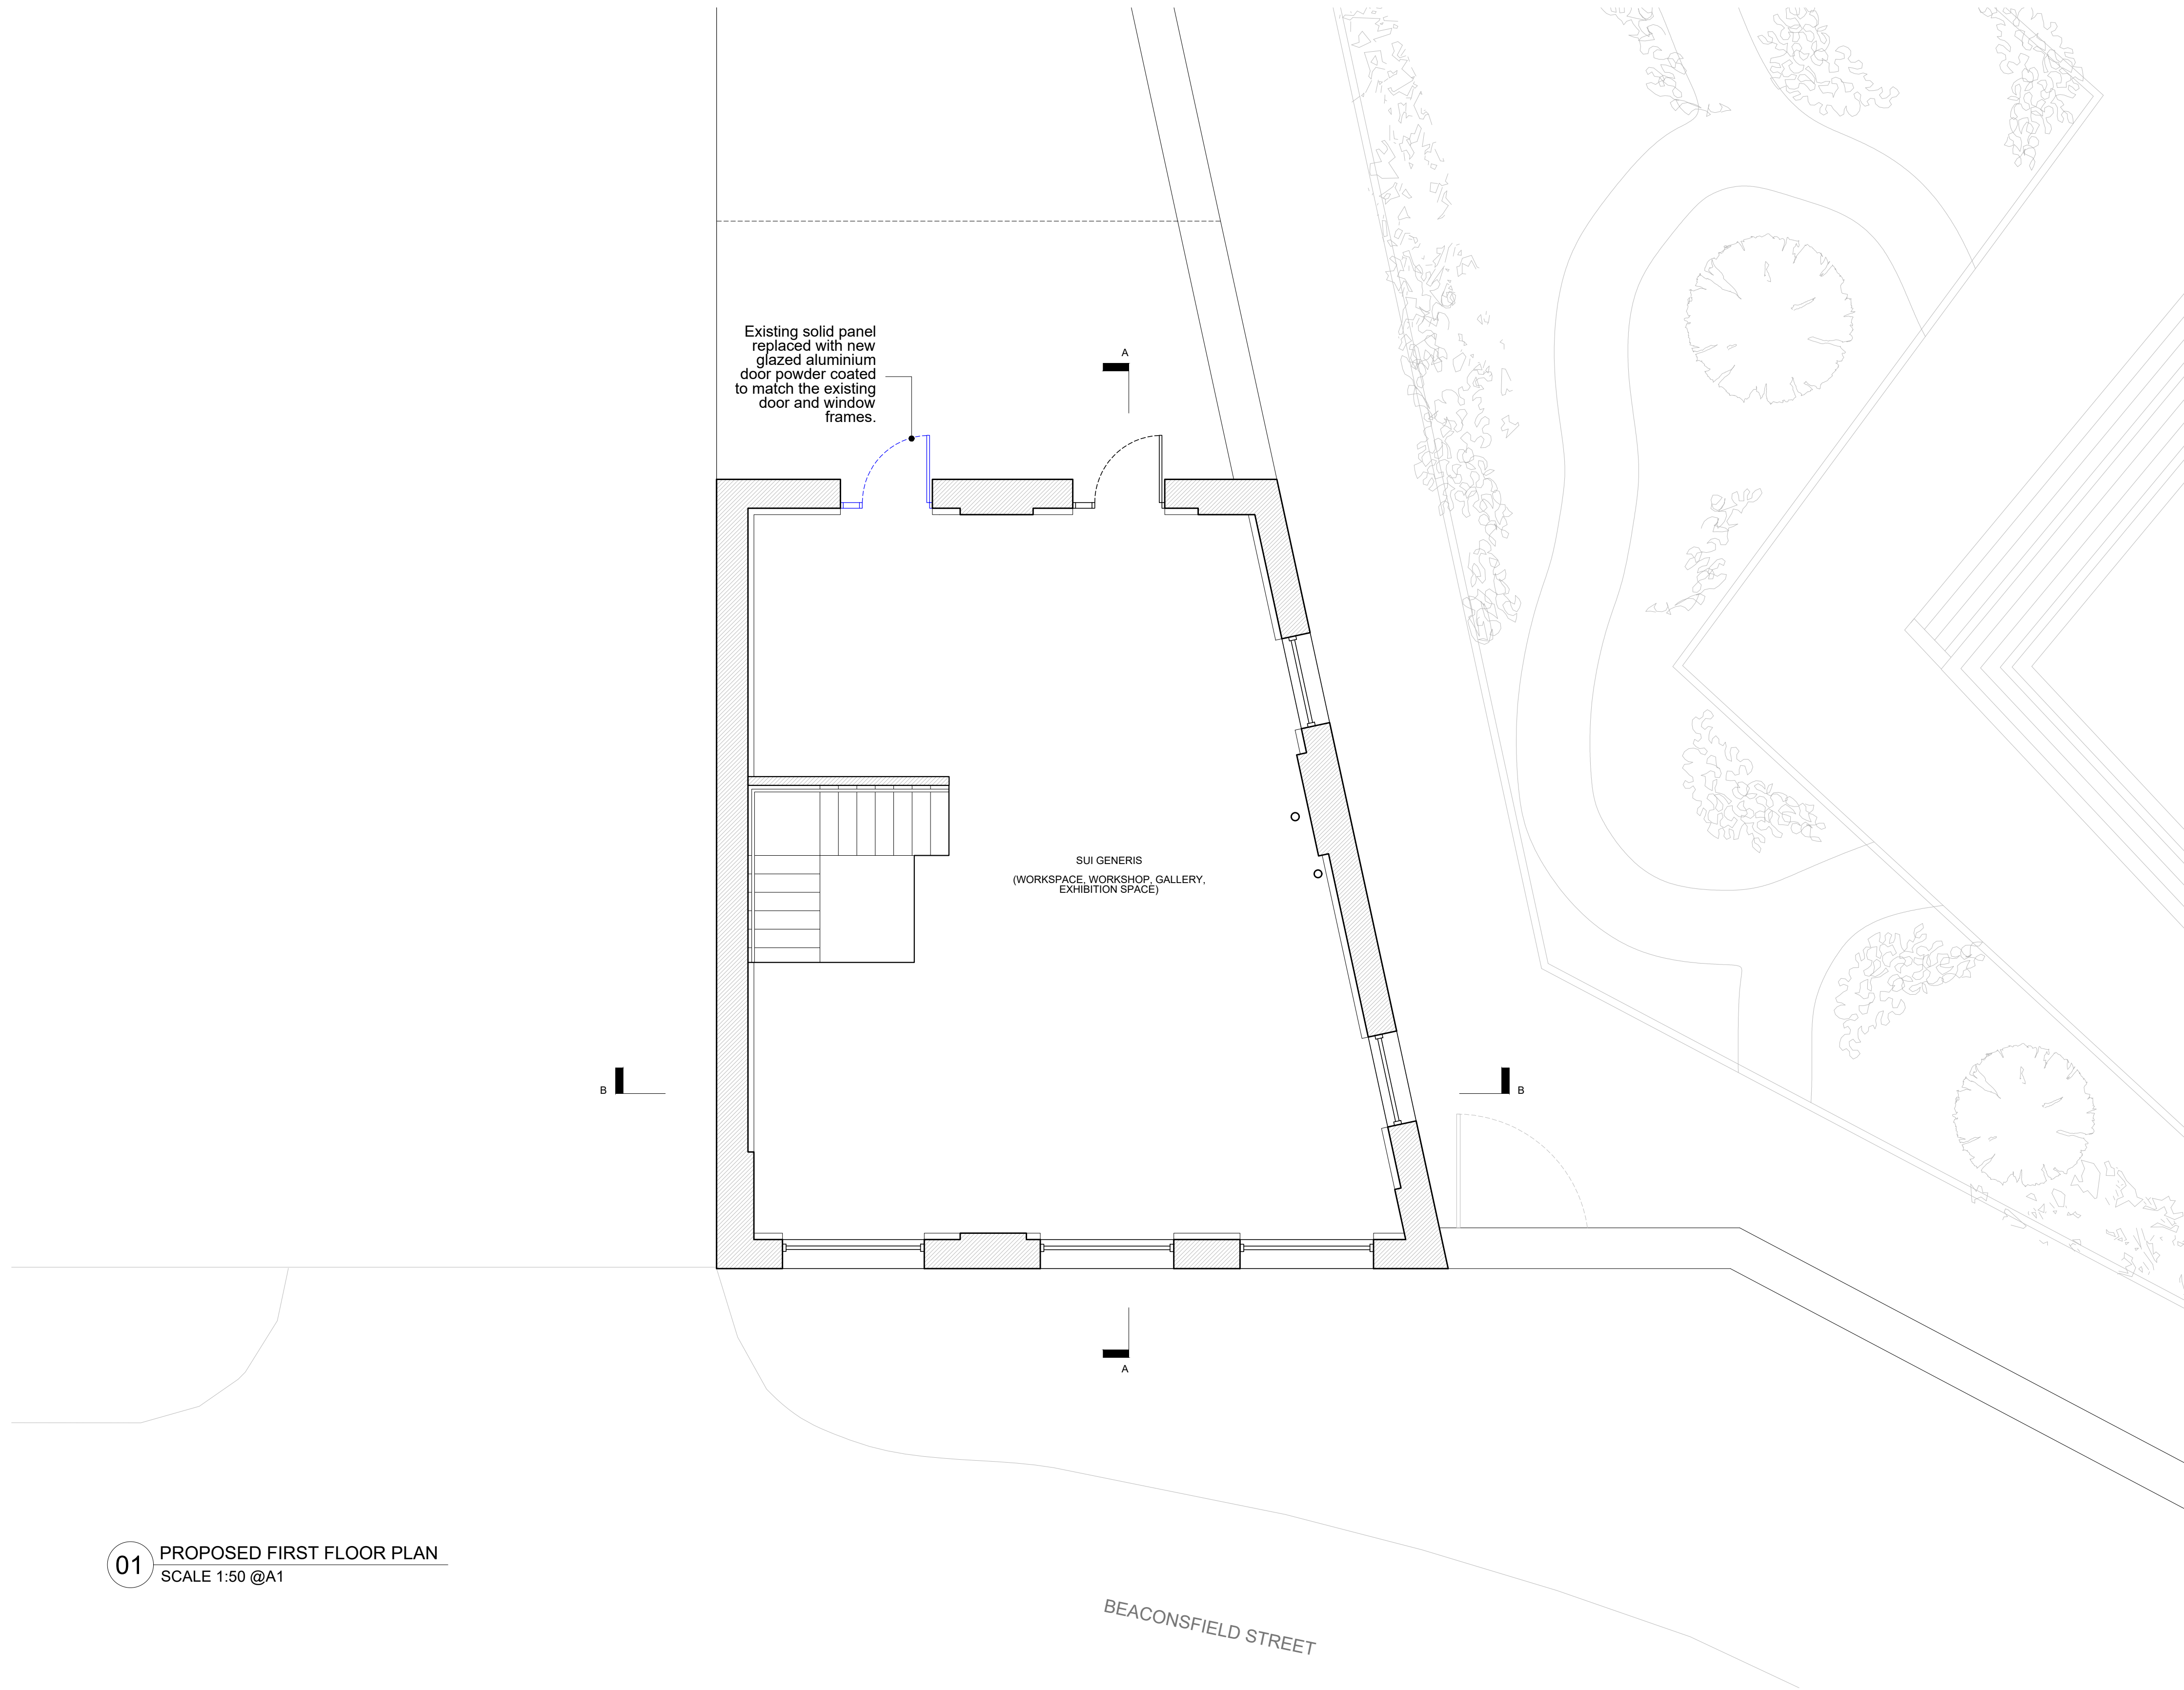 Existing solid panel
replaced with new
glazed aluminium
door powder coated
to match the existing
door and window
frames.
A
SUI GENERIS
(WORKSPACE, WORKSHOP, GALLERY,
EXHIBITION SPACE)
B
B
A
01
PROPOSED FIRST FLOOR PLAN
SCALE 1:50 @A1
BEACONSFIELD STREET